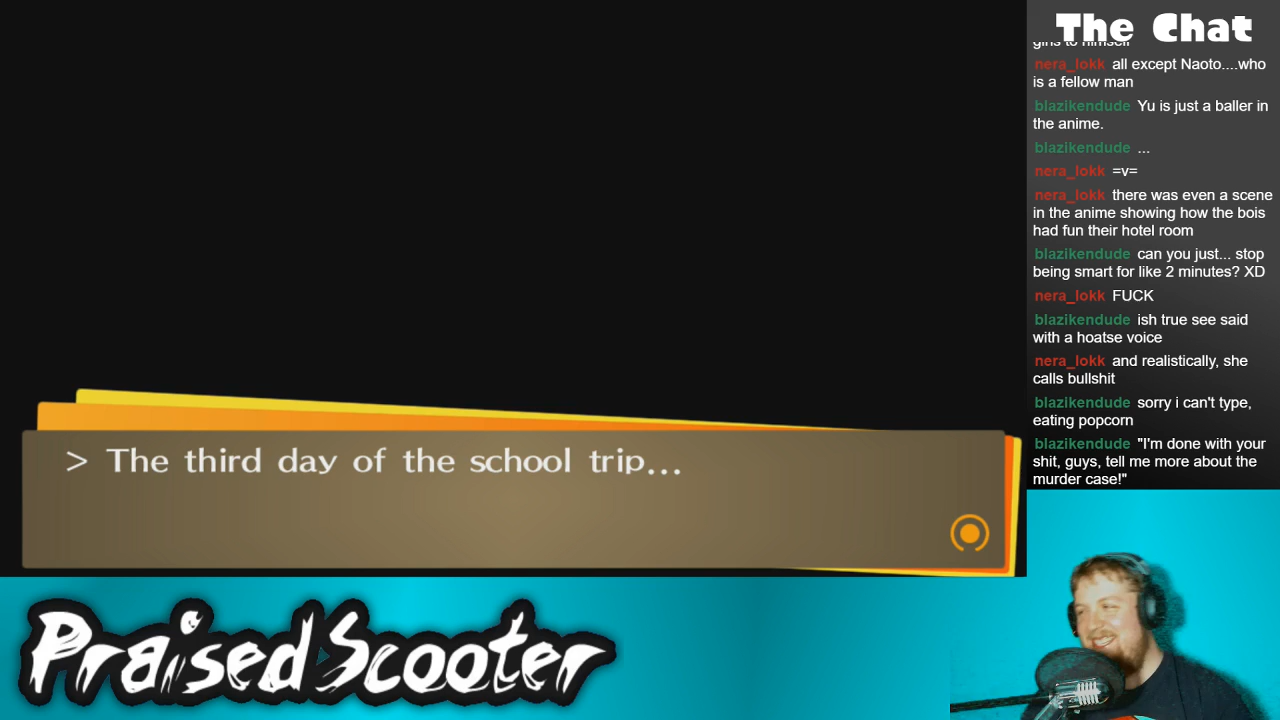 The Chat
girls to himself
nera_lokk all except Naoto....who
is a fellow man
blazikendude Yu is just a baller in
the anime.
blazikendude ...
nera_lokk =v=
nera_lokk there was even a scene
in the anime showing how the bois
had fun their hotel room
blazikendude can you just... stop
being smart for like 2 minutes? XD
nera_lokk FUCK
blazikendude ish true see said
with a hoatse voice
nera_lokk and realistically, she
calls bullshit
blazikendude sorry i can't type,
eating popcorn
blazikendude "I'm done with your
shit, guys, tell me more about the
murder case!"
> The third day of the school trip...
PraisedScooter